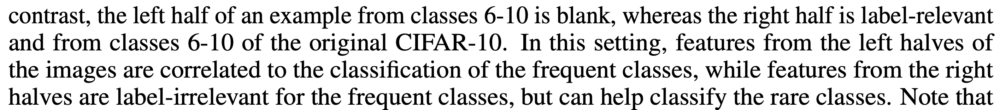 contrast, the left half of an example from classes 6-10 is blank, whereas the right half is label-relevant
and from classes 6-10 of the original CIFAR-10. In this setting, features from the left halves of
the images are correlated to the classification of the frequent classes, while features from the right
halves are label-irrelevant for the frequent classes, but can help classify the rare classes. Note that